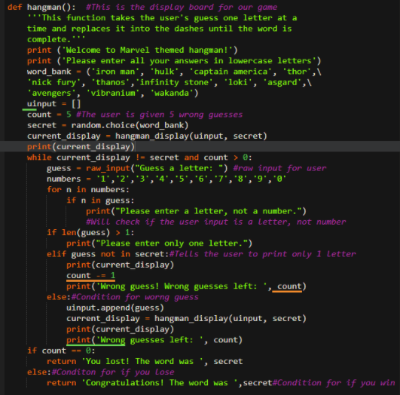 def hangman():  #This is the display board for our game
    '''This function takes the user's guess one letter at a
    time and replaces it into the dashes until the word is
    complete.'''
    print ('Welcome to Marvel themed hangman!')
    print ('Please enter all your answers in lowercase letters')
    word_bank = ('iron man', 'hulk', 'captain america', 'thor',\
    'nick fury', 'thanos','infinity stone', 'loki', 'asgard',\
    'avengers', 'vibranium', 'wakanda')
    uinput = []
    count = 5 #The user is given 5 wrong guesses
    secret = random.choice(word_bank)
    current_display = hangman_display(uinput, secret)
    print(current_display)
    while current_display != secret and count > 0:
        guess = raw_input("Guess a letter: ") #raw input for user
        numbers = '1','2','3','4','5','6','7','8','9','0'
        for n in numbers:
            if n in guess:
                print("Please enter a letter, not a number.")
                #Will check if the user input is a letter, not number
        if len(guess) > 1:
            print("Please enter only one letter.")
        elif guess not in secret:#Tells the user to print only 1 letter
            print(current_display)
            count -= 1
            print('Wrong guess! Wrong guesses left: ', count)
        else:#Condition for worng guess
            uinput.append(guess)
            current_display = hangman_display(uinput, secret)
            print(current_display)
            print('Wrong guesses left: ', count)
    if count == 0:
        return 'You lost! The word was ', secret
    else:#Conditon for if you lose
        return 'Congratulations! The word was ',secret#Condition for if you win